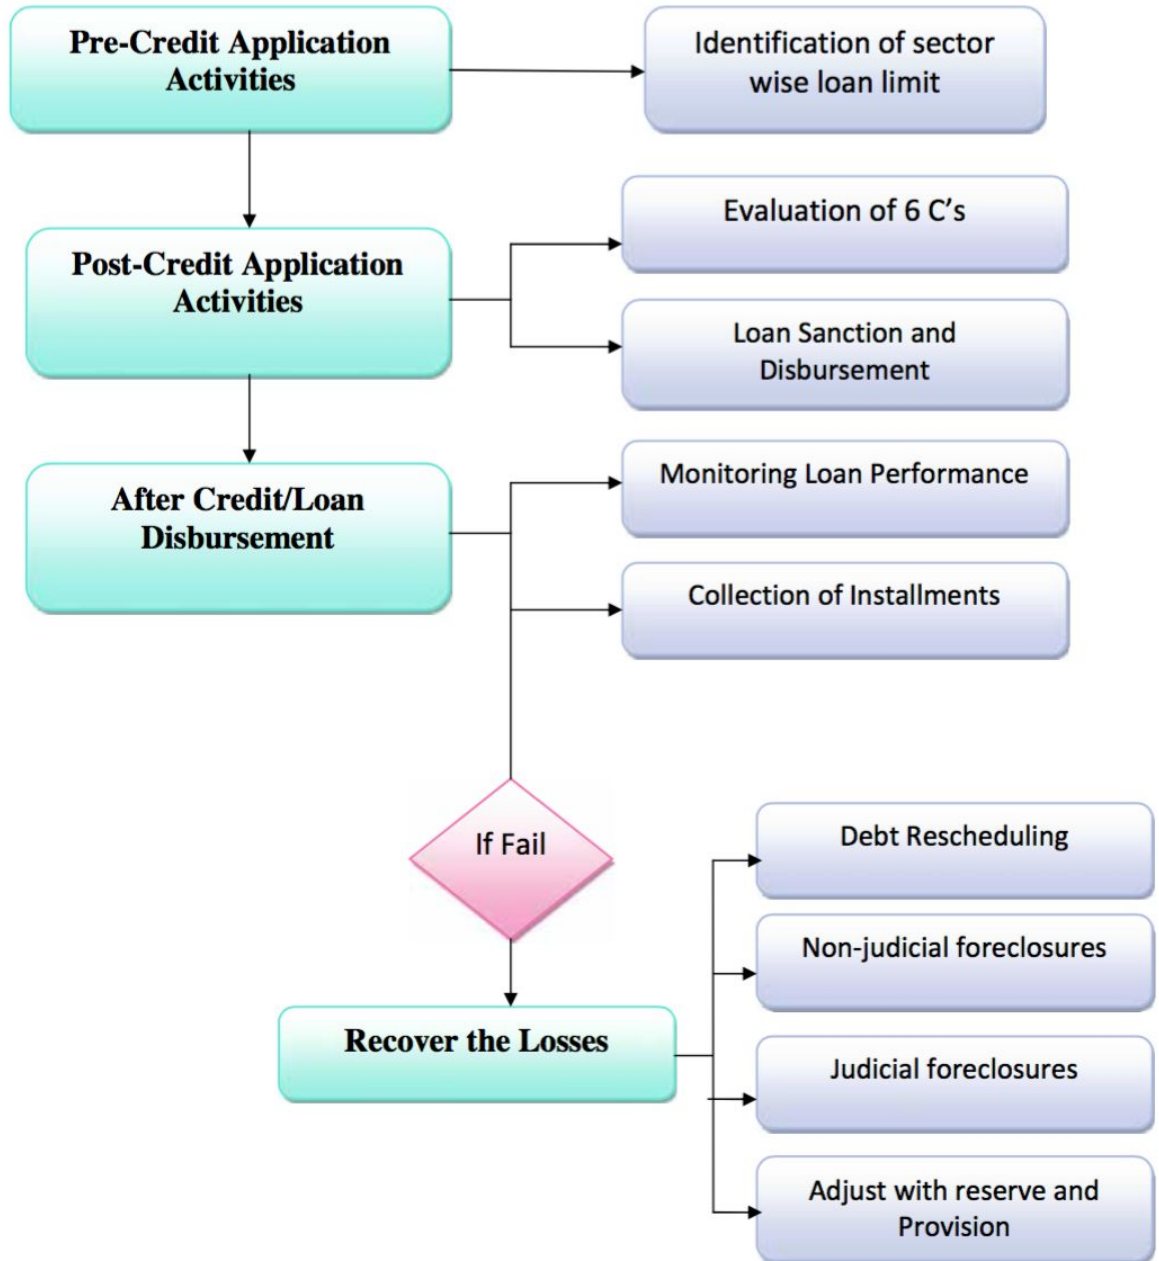 Pre-Credit Application
Activities
Identification of sector
wise loan limit
Post-Credit Application
Activities
Evaluation of 6 C’s
Loan Sanction and
Disbursement
After Credit/Loan
Disbursement
Monitoring Loan Performance
Collection of Installments
If Fail
Recover the Losses
Debt Rescheduling
Non-judicial foreclosures
Judicial foreclosures
Adjust with reserve and
Provision